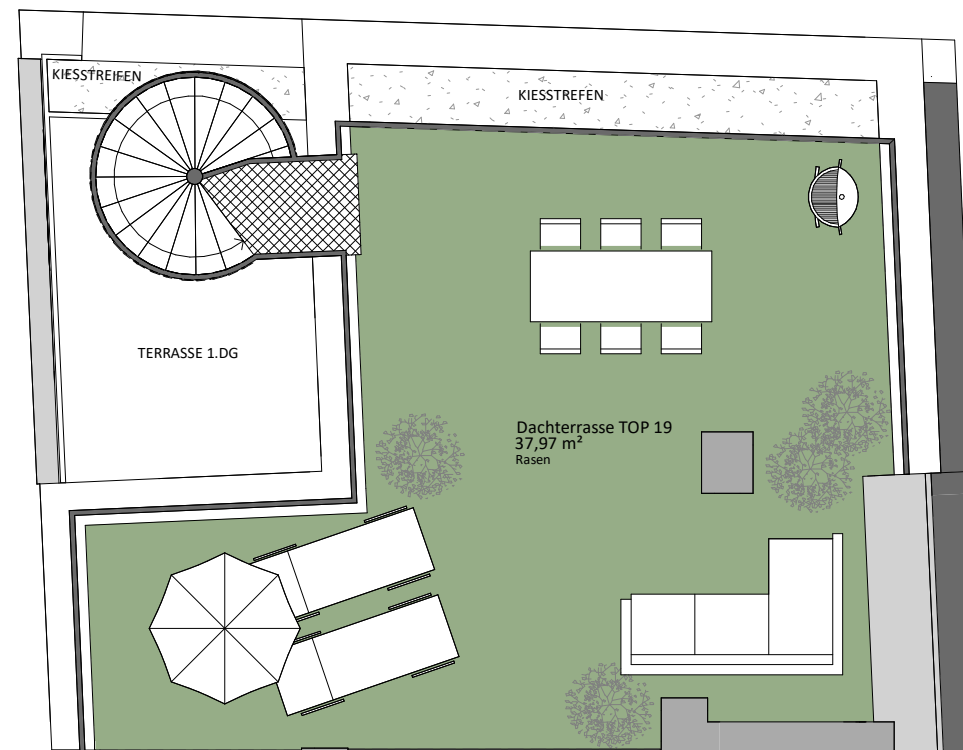 KIESSTREIFEN
KIESSTREFEN
TERRASSE 1.DG
Dachterrasse TOP 19
37,97 m²
Rasen